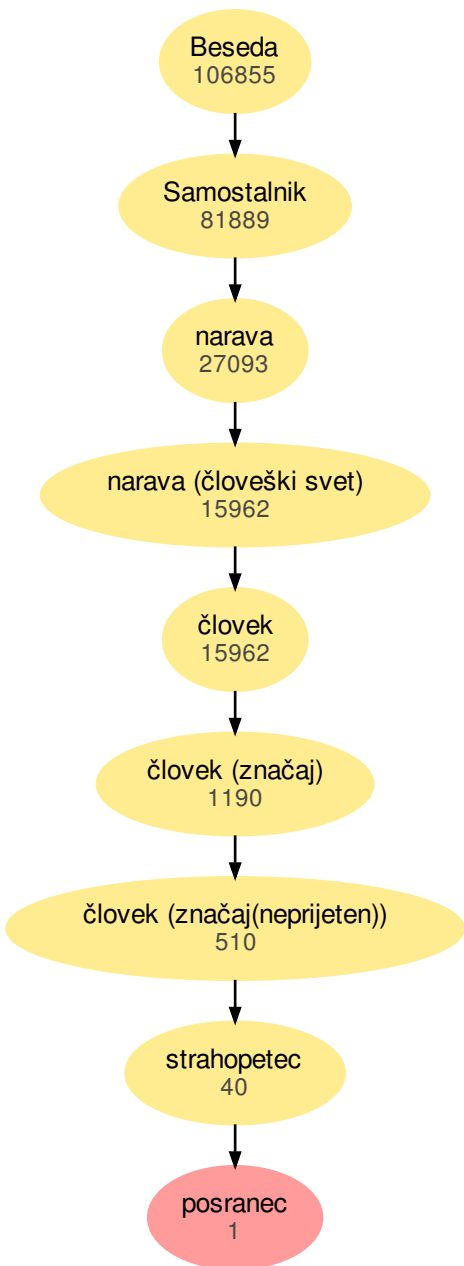 Beseda
106855
Samostalnik
81889
narava
27093
narava (človeški svet)
15962
človek
15962
človek (značaj)
1190
človek (značaj(neprijeten))
510
strahopetec
40
posranec
1